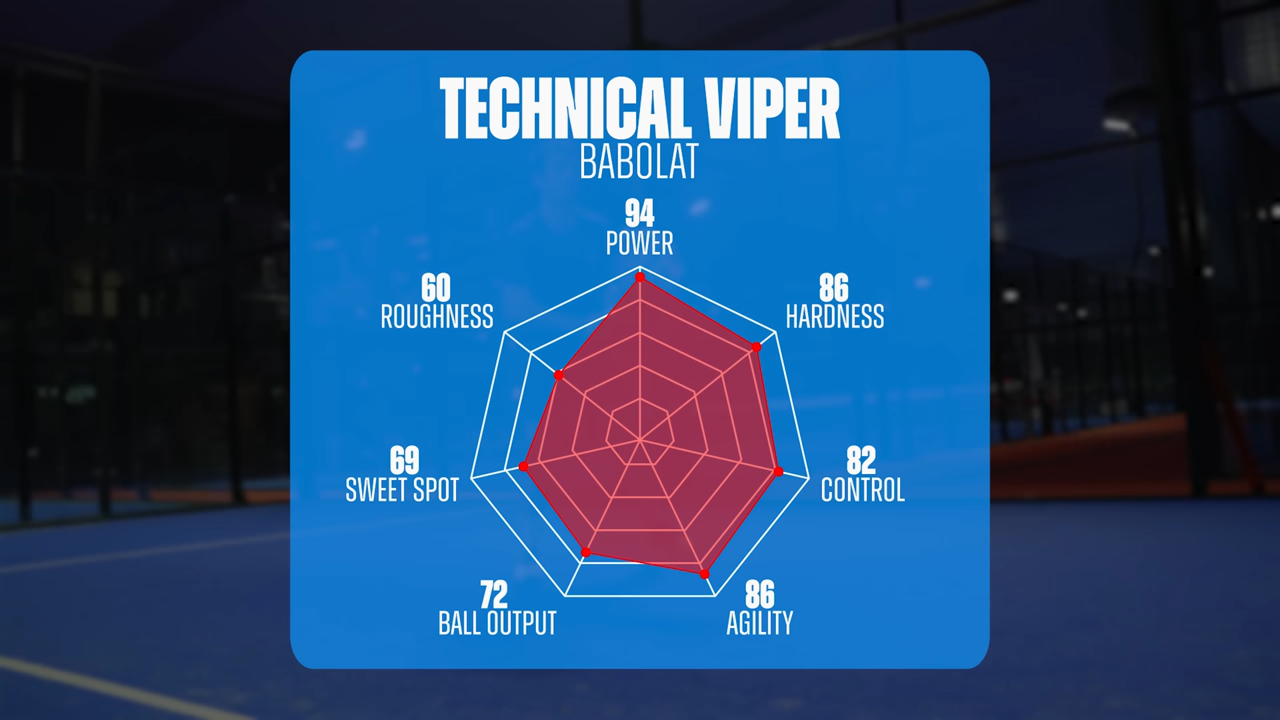 TECHNICAL VIPER
BABOLAT
94
POWER
60
ROUGHNESS
86
HARDNESS
69
SWEET SPOT
82
CONTROL
72
BALL OUTPUT
86
AGILITY